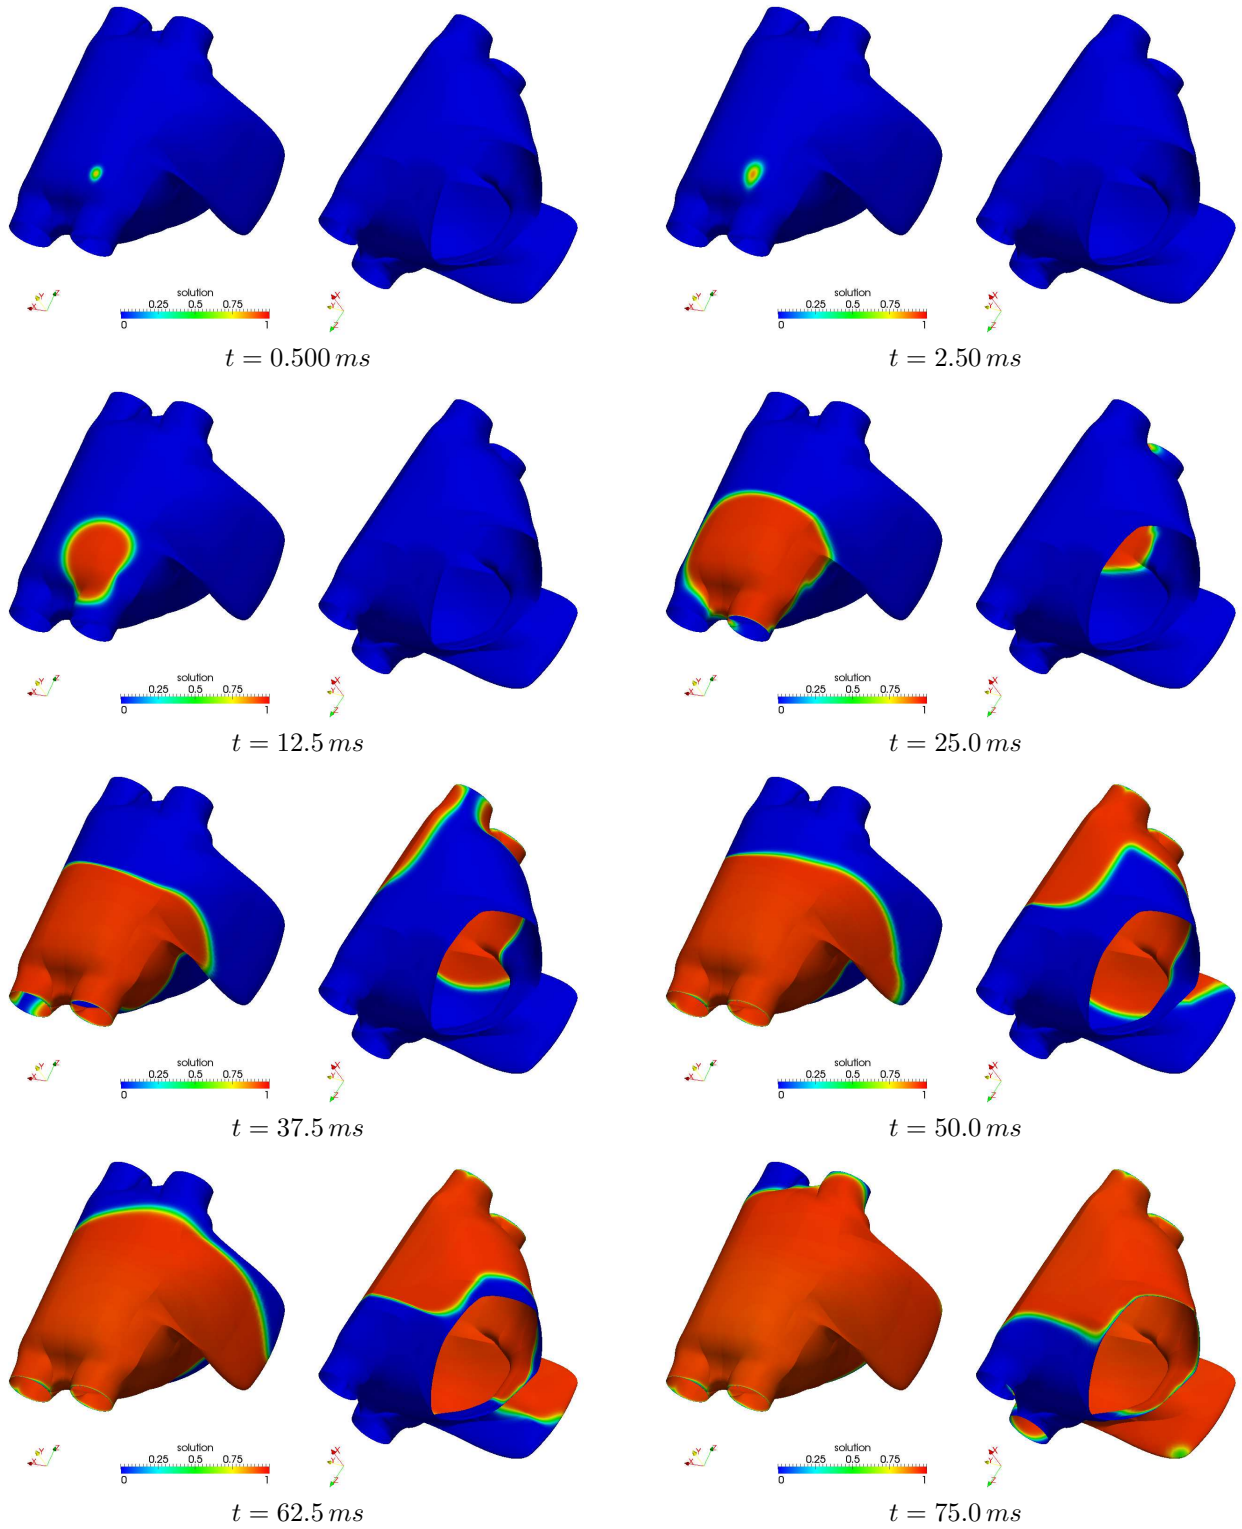 solution
0.25 0.5 0.75
0 1
X Y Z
X Y Z
t = 0.500 ms
solution
0.25 0.5 0.75
0 1
X Y Z
X Y Z
t = 2.50 ms
solution
0.25 0.5 0.75
0 1
X Y Z
X Y Z
t = 12.5 ms
solution
0.25 0.5 0.75
0 1
X Y Z
X Y Z
t = 25.0 ms
solution
0.25 0.5 0.75
0 1
X Y Z
X Y Z
t = 37.5 ms
solution
0.25 0.5 0.75
0 1
X Y Z
X Y Z
t = 50.0 ms
solution
0.25 0.5 0.75
0 1
X Y Z
X Y Z
t = 62.5 ms
solution
0.25 0.5 0.75
0 1
X Y Z
X Y Z
t = 75.0 ms